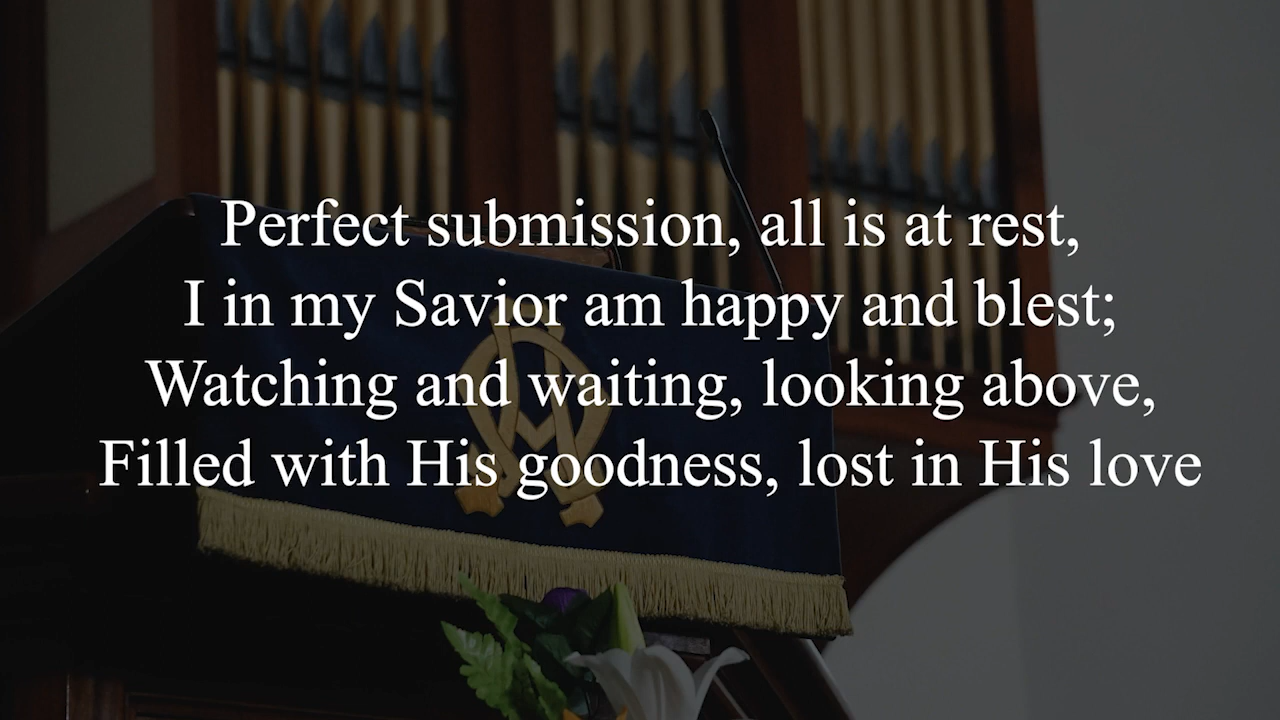 Perfect submission, all is at rest,
I in my Savior am happy and blest;
Watching and waiting, looking above,
Filled with His goodness, lost in His love